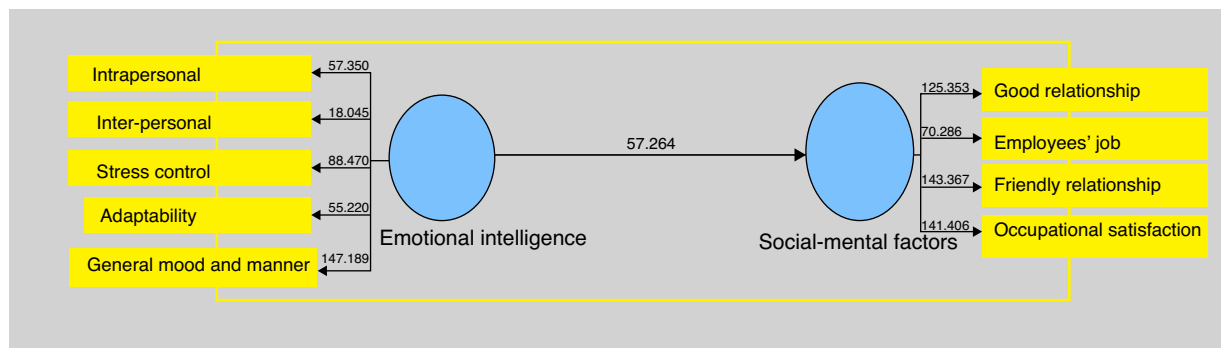 Intrapersonal
57.350
Inter-personal
18.045
Stress control
88.470
Adaptability
55.220
General mood and manner
147.189
Emotional intelligence
57.264
Social-mental factors
125.353
Good relationship
70.286
Employees’ job
143.367
Friendly relationship
141.406
Occupational satisfaction